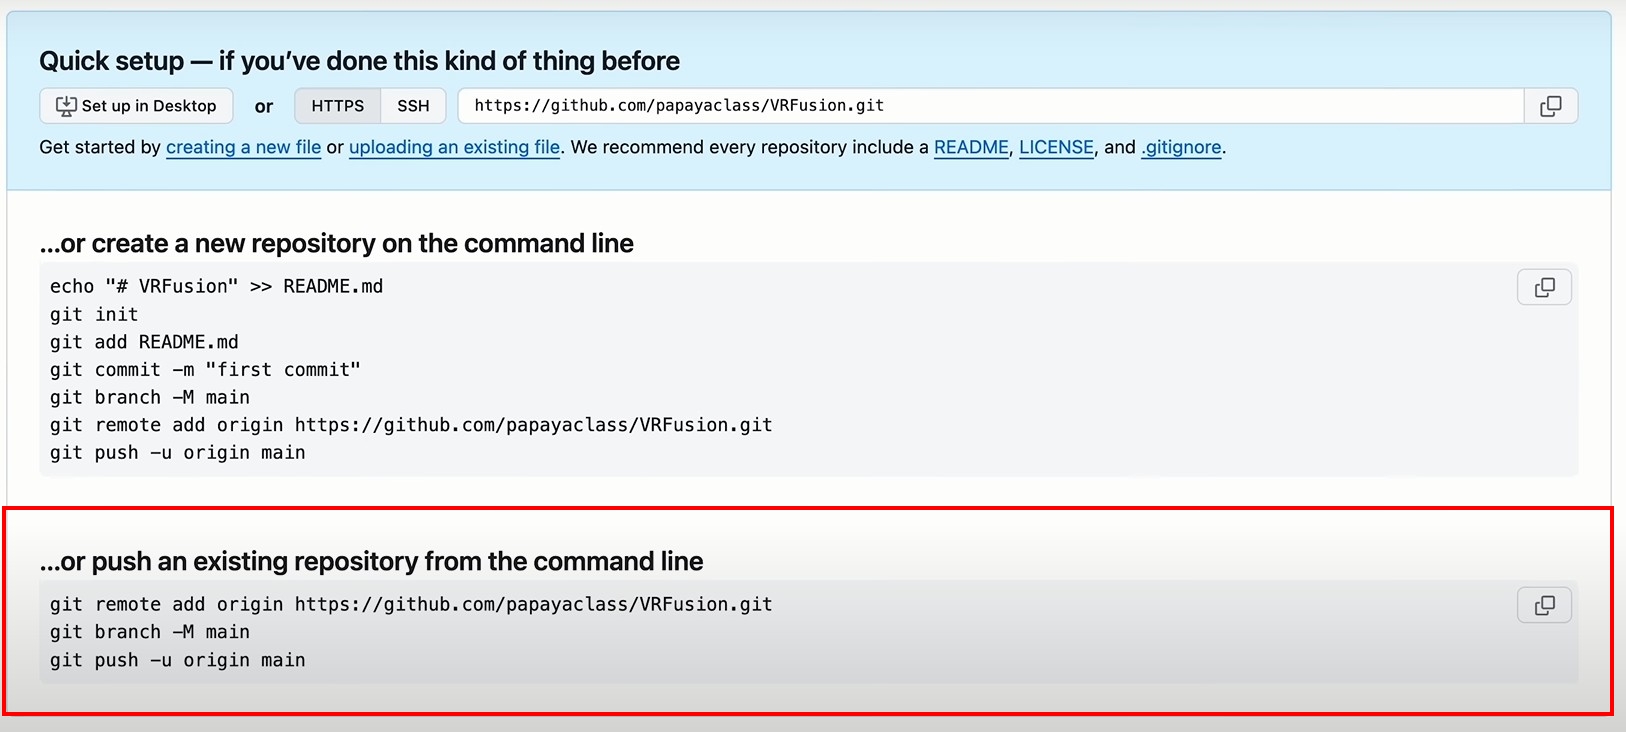 Quick setup — if you’ve done this kind of thing before
Set up in Desktop or HTTPS SSH https://github.com/papayaclass/VRFusion.git
Get started by creating a new file or uploading an existing file. We recommend every repository include a README, LICENSE, and .gitignore.
...or create a new repository on the command line
echo "# VRFusion" >> README.md
git init
git add README.md
git commit -m "first commit"
git branch -M main
git remote add origin https://github.com/papayaclass/VRFusion.git
git push -u origin main
...or push an existing repository from the command line
git remote add origin https://github.com/papayaclass/VRFusion.git
git branch -M main
git push -u origin main